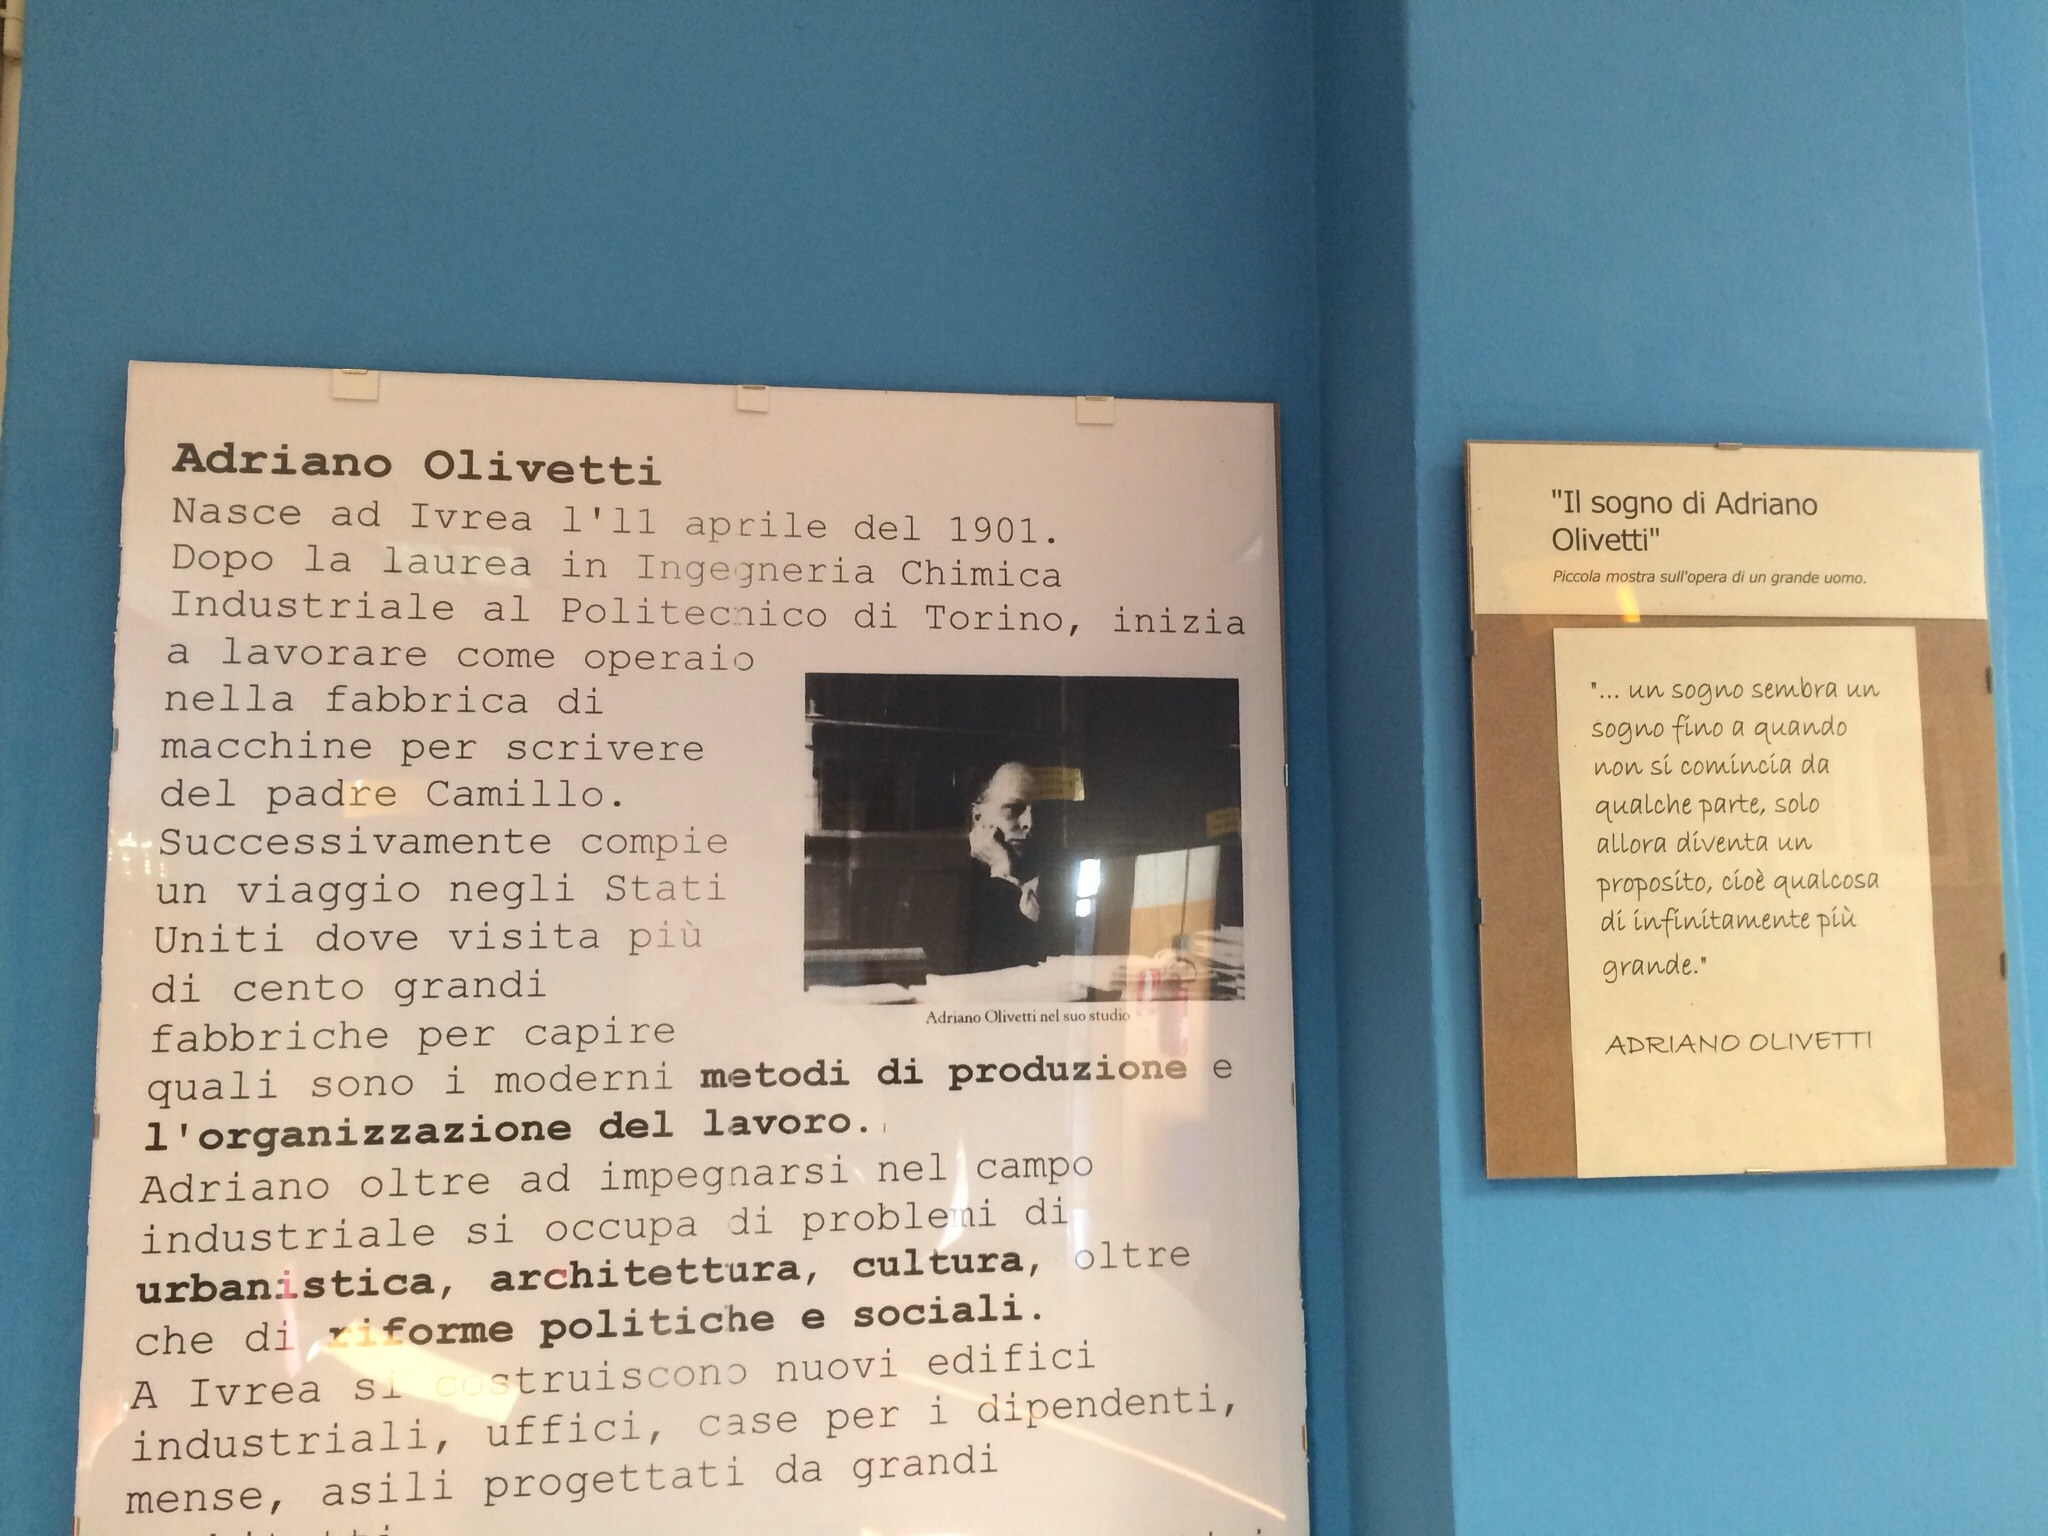 Adriano Olivetti
Nasce ad Ivrea l'11 aprile del 1901.
Dopo la laurea in Ingegneria Chimica
Industriale al Politecnico di Torino, inizia
a lavorare come operaio
nella fabbrica di
macchine per scrivere
del padre Camillo.
Successivamente compie
un viaggio negli Stati
Uniti dove visita più
di cento grandi
fabbriche per capire
quali sono i moderni metodi di produzione e
l'organizzazione del lavoro.
Adriano oltre ad impegnarsi nel campo
industriale si occupa di problemi di
urbanistica, architettura, cultura, oltre
che di riforme politiche e sociali.
A Ivrea si costruiscono nuovi edifici
industriali, uffici, case per i dipendenti,
mense, asili progettati da grandi
Adriano Olivetti nel suo studio
"Il sogno di Adriano
Olivetti"
Piccola mostra sull'opera di un grande uomo.
"... un sogno sembra un
sogno fino a quando
non si comincia da
qualche parte, solo
allora diventa un
proposito, cioè qualcosa
di infinitamente più
grande."
ADRIANO OLIVETTI